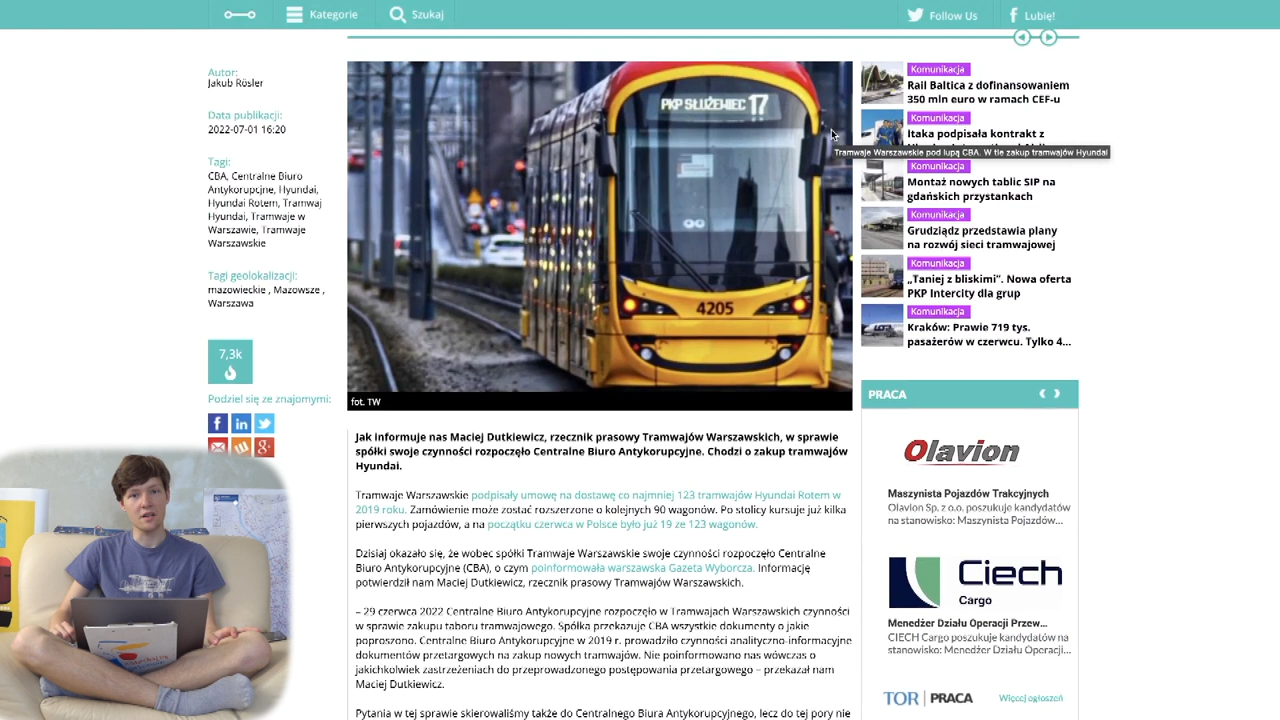 Kategorie
Szukaj
Follow Us
Lubię!
Autor:
Jakub Rösler
Data publikacji:
2022-07-01 16:20
Tagi:
CBA, Centralne Biuro
Antykorupcjne, Hyundai,
Hyundai Rotem, Tramwaj
Hyundai, Tramwaje w
Warszawie, Tramwaje
Warszawskie
Tagi geolokalizacji:
mazowieckie , Mazowsze ,
Warszawa
7,3k
Podziel się ze znajomymi:
PKP SŁUŻEWIEC 17
4205
fot. TW
Jak informuje nas Maciej Dutkiewicz, rzecznik prasowy Tramwajów Warszawskich, w sprawie
spółki swoje czynności rozpoczęło Centralne Biuro Antykorupcyjne. Chodzi o zakup tramwajów
Hyundai.
Tramwaje Warszawskie podpisały umowę na dostawę co najmniej 123 tramwajów Hyundai Rotem w
2019 roku. Zamówienie może zostać rozszerzone o kolejnych 90 wagonów. Po stolicy kursuje już kilka
pierwszych pojazdów, a na początku czerwca w Polsce było już 19 ze 123 wagonów.
Dzisiaj okazało się, że wobec spółki Tramwaje Warszawskie swoje czynności rozpoczęło Centralne
Biuro Antykorupcyjne (CBA), o czym poinformowała warszawska Gazeta Wyborcza. Informację
potwierdził nam Maciej Dutkiewicz, rzecznik prasowy Tramwajów Warszawskich.
– 29 czerwca 2022 Centralne Biuro Antykorupcyjne rozpoczęło w Tramwajach Warszawskich czynności
w sprawie zakupu taboru tramwajowego. Spółka przekazuje CBA wszystkie dokumenty o jakie
poproszono. Centralne Biuro Antykorupcyjne w 2019 r. prowadziło czynności analityczno-informacyjne
dokumentów przetargowych na zakup nowych tramwajów. Nie poinformowano nas wówczas o
jakichkolwiek zastrzeżeniach do przeprowadzonego postępowania przetargowego – przekazał nam
Maciej Dutkiewicz.
Pytania w tej sprawie skierowaliśmy także do Centralnego Biura Antykorupcyjnego, lecz do tej pory nie
Komunikacja
Rail Baltica z dofinansowaniem
350 mln euro w ramach CEF-u
Komunikacja
Itaka podpisała kontrakt z
Tramwaje Warszawskie pod lupą CBA. W tle zakup tramwajów Hyundai
Komunikacja
Montaż nowych tablic SIP na
gdańskich przystankach
Komunikacja
Grudziądz przedstawia plany
na rozwój sieci tramwajowej
Komunikacja
„Taniej z bliskimi”. Nowa oferta
PKP Intercity dla grup
Komunikacja
Kraków: Prawie 719 tys.
pasażerów w czerwcu. Tylko 4...
PRACA
Olavion
Maszynista Pojazdów Trakcyjnych
Olavion Sp. z o.o. poszukuje kandydatów
na stanowisko: Maszynista Pojazdów...
Ciech
Cargo
Menedżer Działu Operacji Przew...
CIECH Cargo poszukuje kandydatów na
stanowisko: Menedżer Działu Operacji...
TOR PRACA
Więcej ogłoszeń